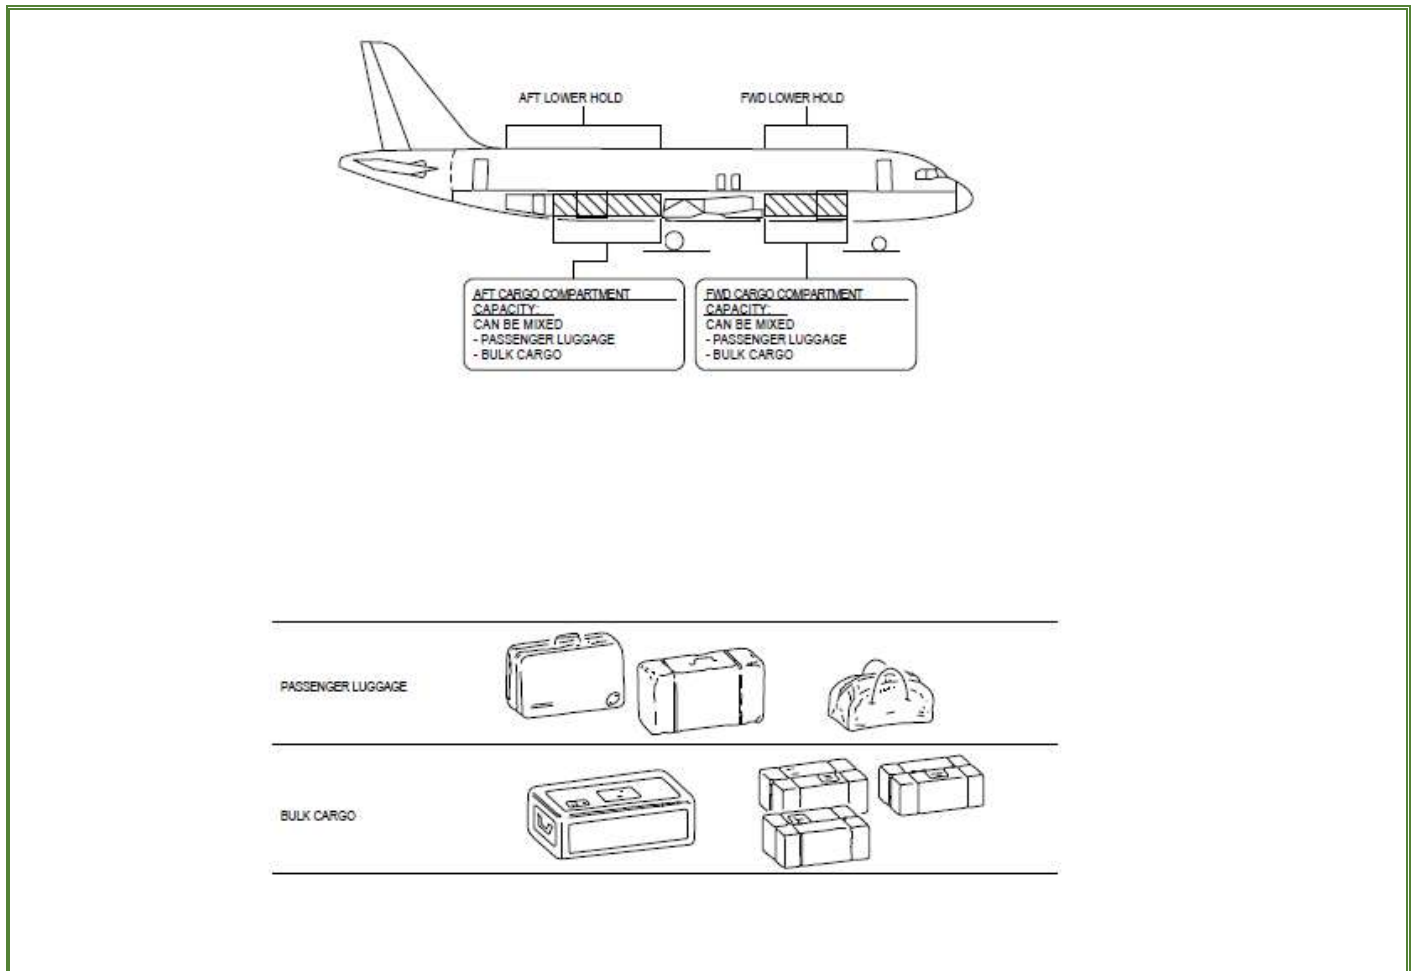 AFT LOWER HOLD
FWD LOWER HOLD
AFT CARGO COMPARTMENT
CAPACITY:
CAN BE MIXED
- PASSENGER LUGGAGE
- BULK CARGO
FWD CARGO COMPARTMENT
CAPACITY:
CAN BE MIXED
- PASSENGER LUGGAGE
- BULK CARGO
PASSENGER LUGGAGE
BULK CARGO